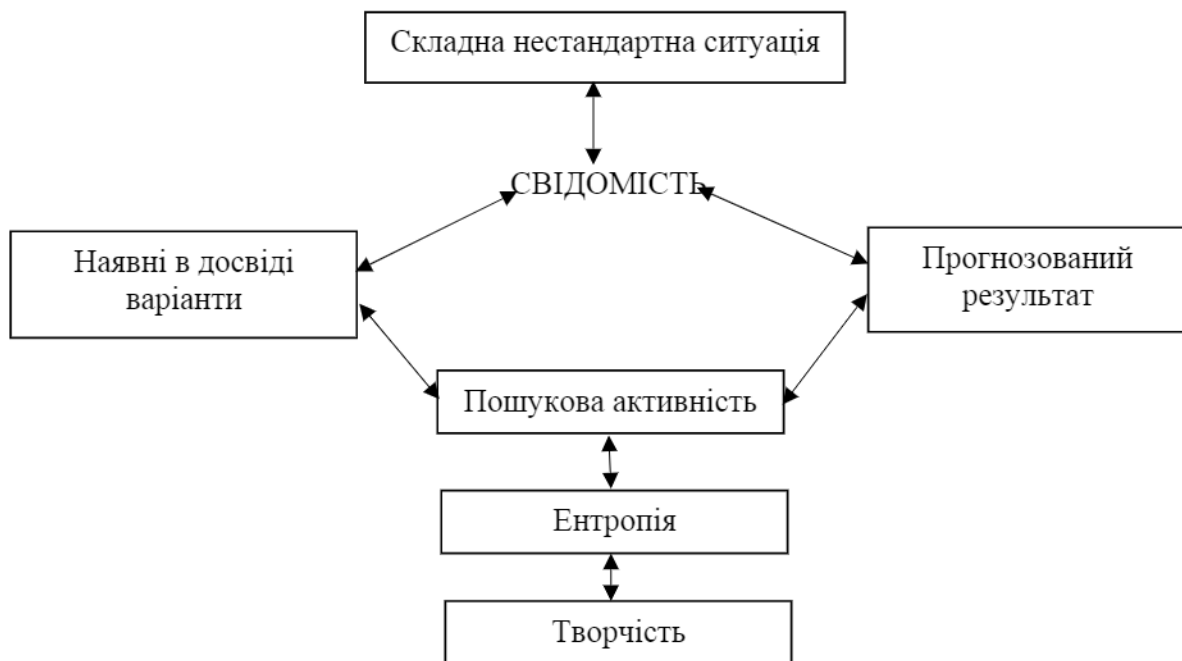 Складна нестандартна ситуація
СВІДОМІСТЬ
Наявні в досвіді
варіанти
Прогнозований
результат
Пошукова активність
Ентропія
Творчість